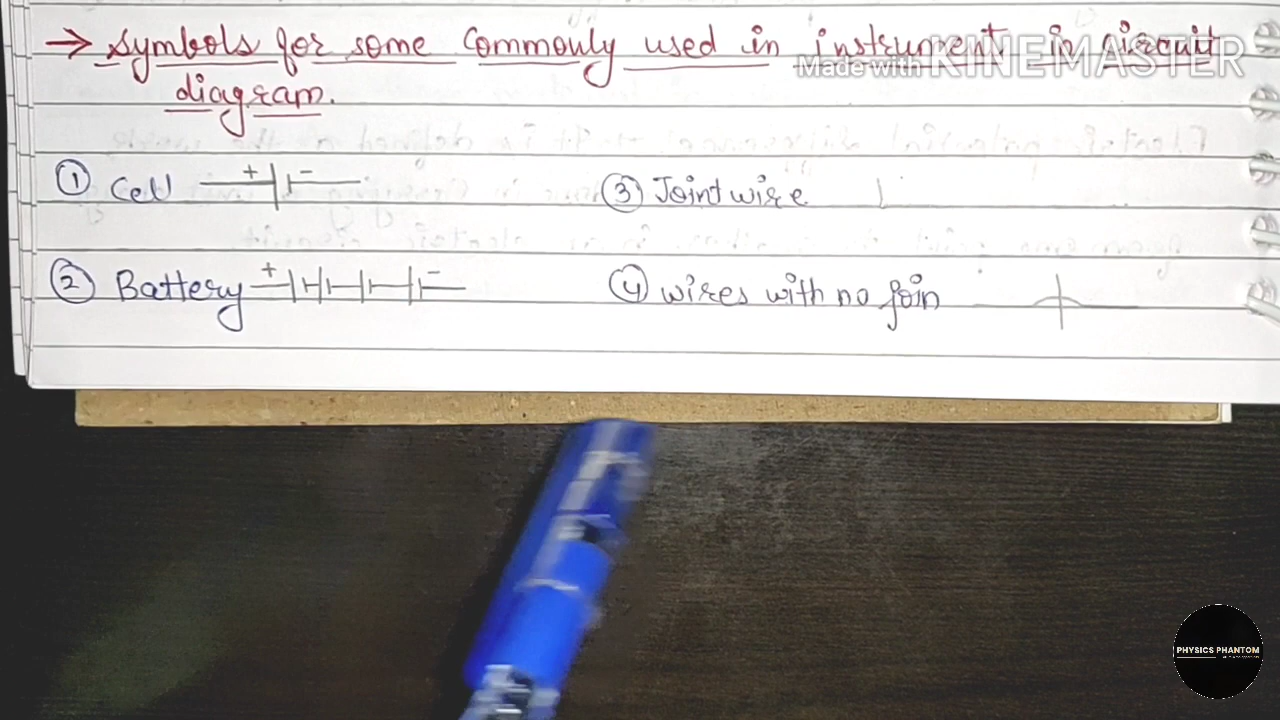 → Symbols for some commonly used in instrument in circuit
diagram.
① Cell + -
② Battery + -
③ Joint wire
④ wires with no join
Made with KINEMASTER
PHYSICS PHANTOM